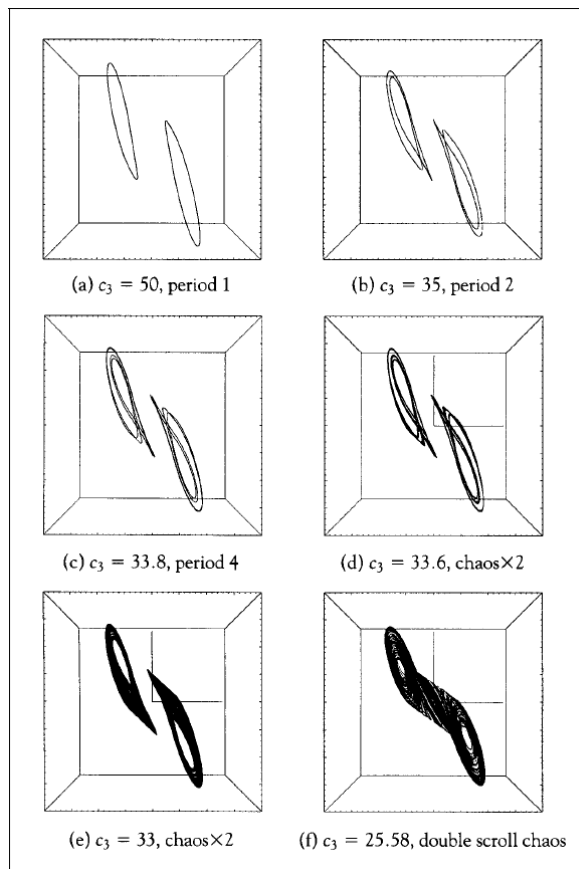 (a) c₃ = 50, period 1
(b) c₃ = 35, period 2
(c) c₃ = 33.8, period 4
(d) c₃ = 33.6, chaos×2
(e) c₃ = 33, chaos×2
(f) c₃ = 25.58, double scroll chaos